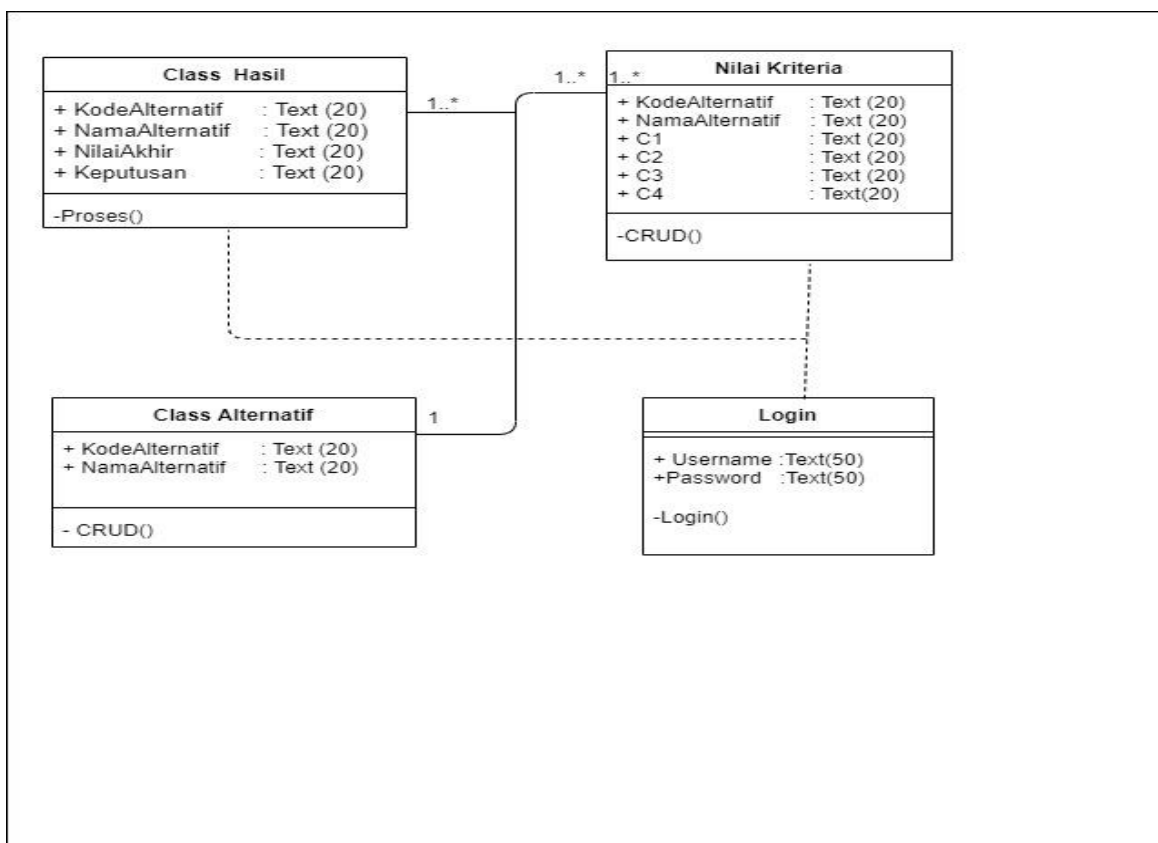 Class Hasil
+ KodeAlternatif : Text (20)
+ NamaAlternatif : Text (20)
+ NilaiAkhir : Text (20)
+ Keputusan : Text (20)
-Proses()
1..*
1..*
1..*
Nilai Kriteria
+ KodeAlternatif : Text (20)
+ NamaAlternatif : Text (20)
+ C1 : Text (20)
+ C2 : Text (20)
+ C3 : Text (20)
+ C4 : Text(20)
-CRUD()
Class Alternatif
+ KodeAlternatif : Text (20)
+ NamaAlternatif : Text (20)
- CRUD()
1
Login
+ Username :Text(50)
+Password :Text(50)
-Login()